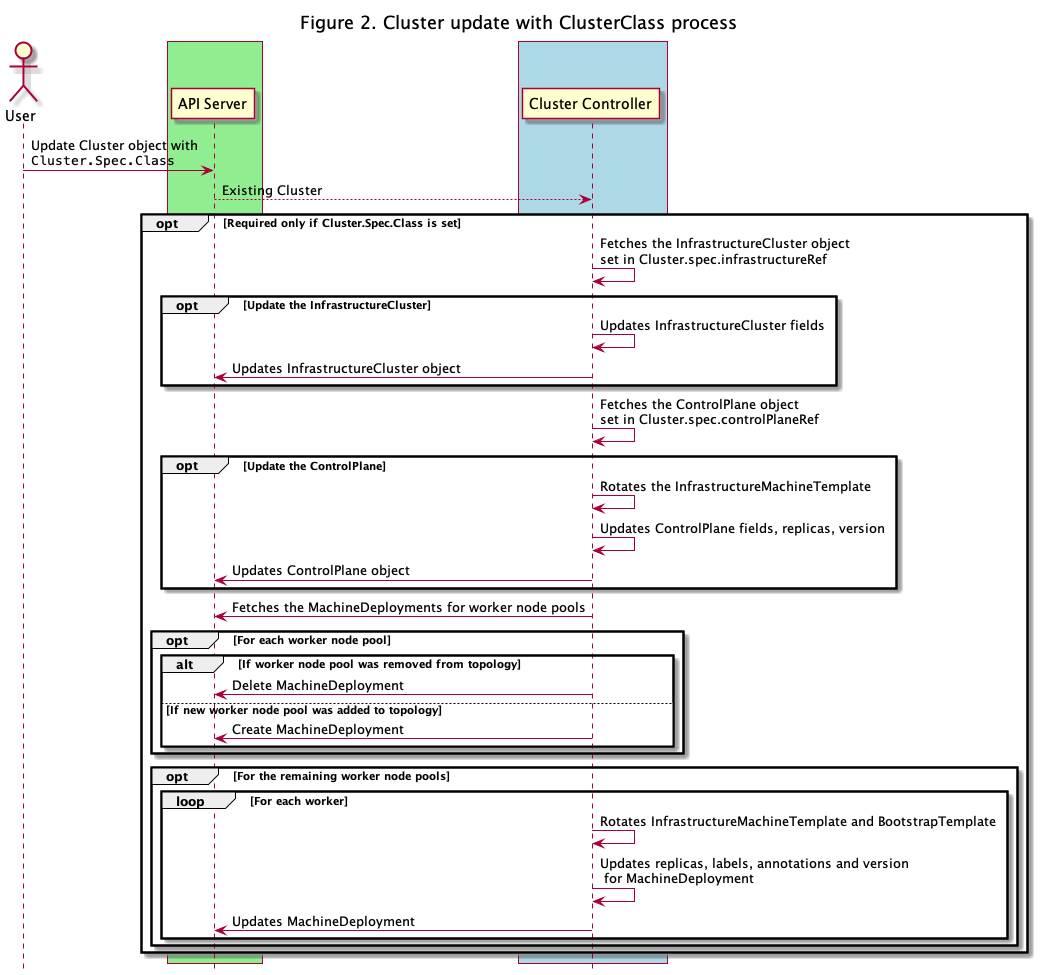 Figure 2. Cluster update with ClusterClass process
User
API Server
Cluster Controller
Update Cluster object with
Cluster.Spec.Class
Existing Cluster
opt
[Required only if Cluster.Spec.Class is set]
Fetches the InfrastructureCluster object
set in Cluster.spec.infrastructureRef
opt
[Update the InfrastructureCluster]
Updates InfrastructureCluster fields
Updates InfrastructureCluster object
Fetches the ControlPlane object
set in Cluster.spec.controlPlaneRef
opt
[Update the ControlPlane]
Rotates the InfrastructureMachineTemplate
Updates ControlPlane fields, replicas, version
Updates ControlPlane object
Fetches the MachineDeployments for worker node pools
opt
[For each worker node pool]
alt
[If worker node pool was removed from topology]
Delete MachineDeployment
[If new worker node pool was added to topology]
Create MachineDeployment
opt
[For the remaining worker node pools]
loop
[For each worker]
Rotates InfrastructureMachineTemplate and BootstrapTemplate
Updates replicas, labels, annotations and version
for MachineDeployment
Updates MachineDeployment